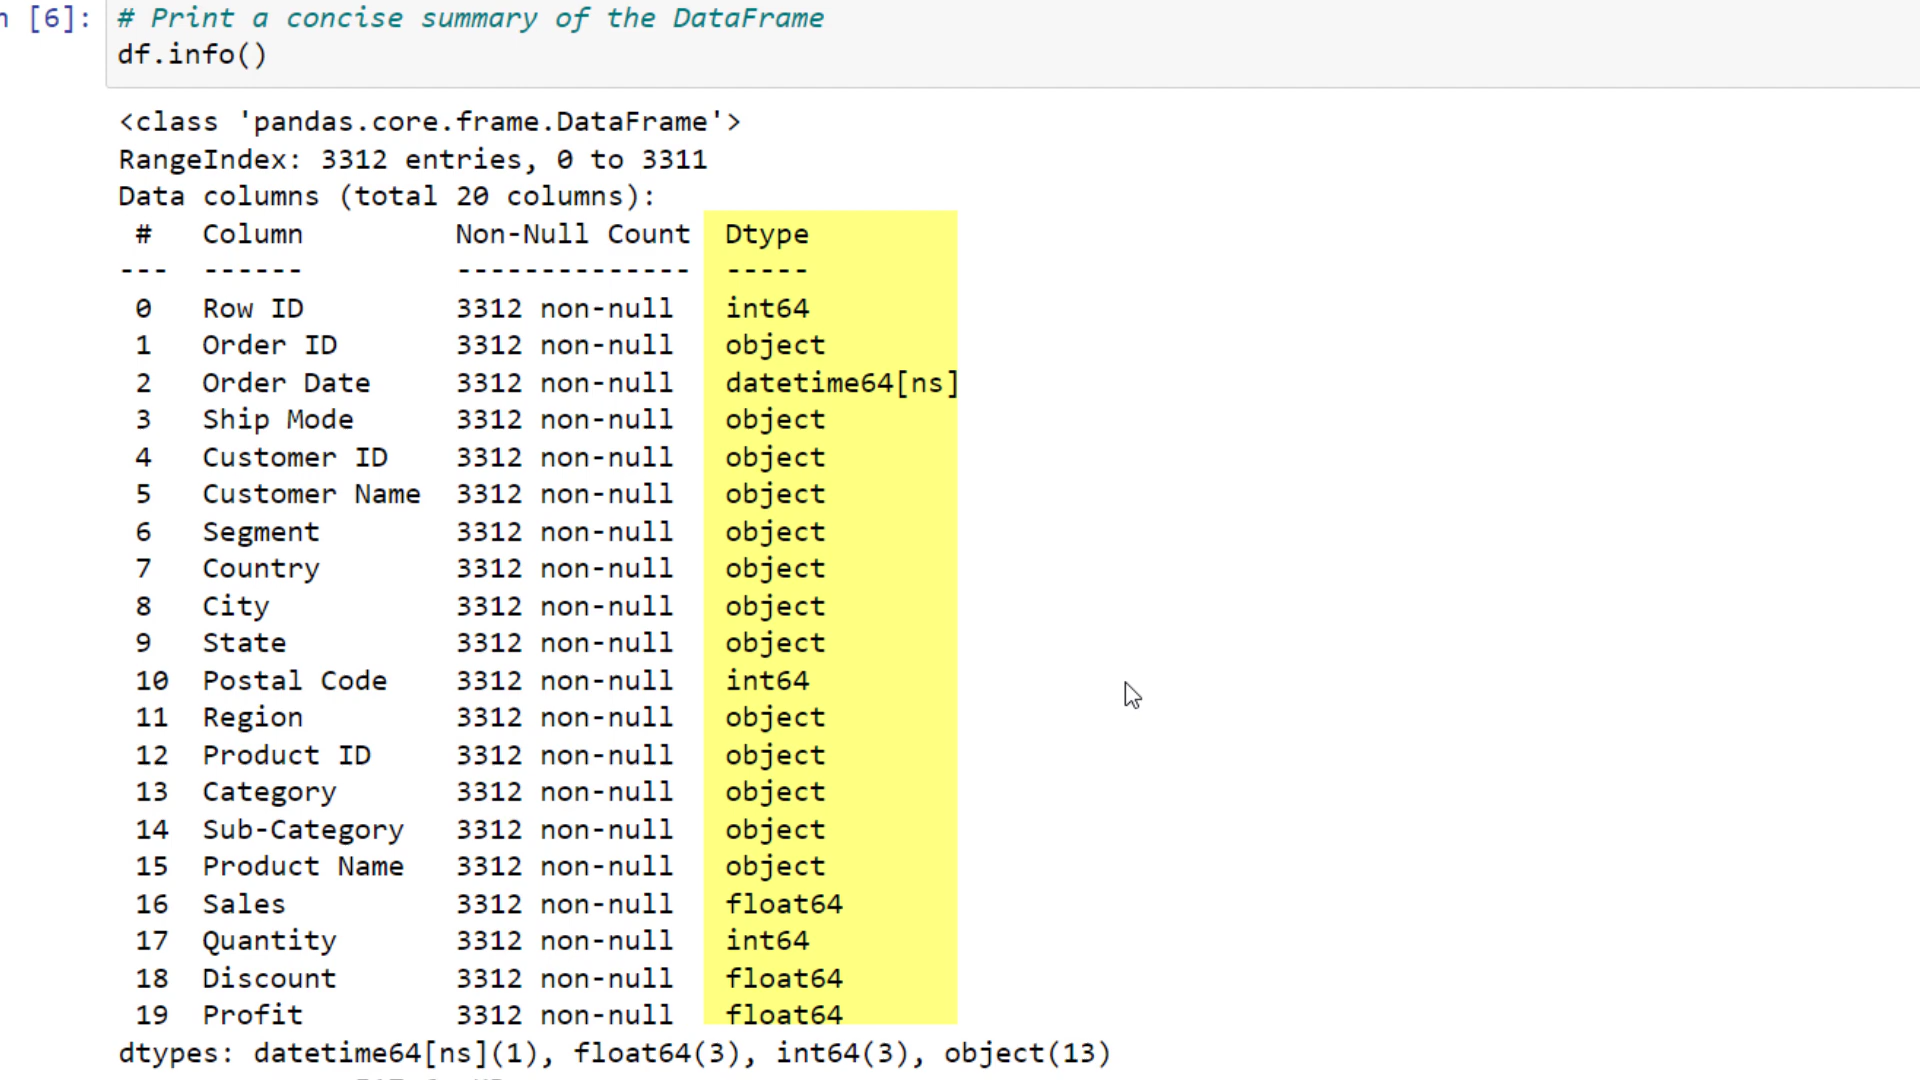 [6]: # Print a concise summary of the DataFrame
df.info()
<class 'pandas.core.frame.DataFrame'>
RangeIndex: 3312 entries, 0 to 3311
Data columns (total 20 columns):
#   Column         Non-Null Count  Dtype
---  ------         --------------  -----
0   Row ID         3312 non-null   int64
1   Order ID       3312 non-null   object
2   Order Date     3312 non-null   datetime64[ns]
3   Ship Mode      3312 non-null   object
4   Customer ID    3312 non-null   object
5   Customer Name  3312 non-null   object
6   Segment        3312 non-null   object
7   Country        3312 non-null   object
8   City           3312 non-null   object
9   State          3312 non-null   object
10  Postal Code    3312 non-null   int64
11  Region         3312 non-null   object
12  Product ID     3312 non-null   object
13  Category       3312 non-null   object
14  Sub-Category   3312 non-null   object
15  Product Name   3312 non-null   object
16  Sales          3312 non-null   float64
17  Quantity       3312 non-null   int64
18  Discount       3312 non-null   float64
19  Profit         3312 non-null   float64
dtypes: datetime64[ns](1), float64(3), int64(3), object(13)